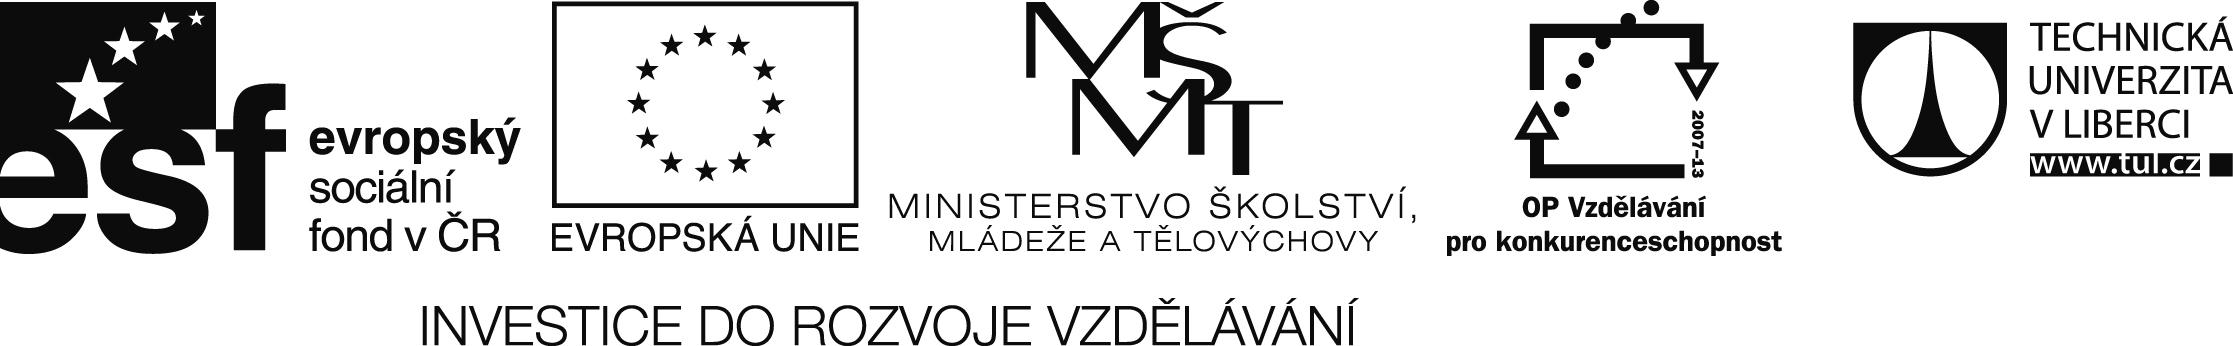 esf
evropský
sociální
fond v ČR
EVROPSKÁ UNIE
MŠMT
MINISTERSTVO ŠKOLSTVÍ,
MLÁDEŽE A TĚLOVÝCHOVY
2007-13
OP Vzdělávání
pro konkurenceschopnost
TECHNICKÁ
UNIVERZITA
V LIBERCI
www.tul.cz
INVESTICE DO ROZVOJE VZDĚLÁVÁNÍ